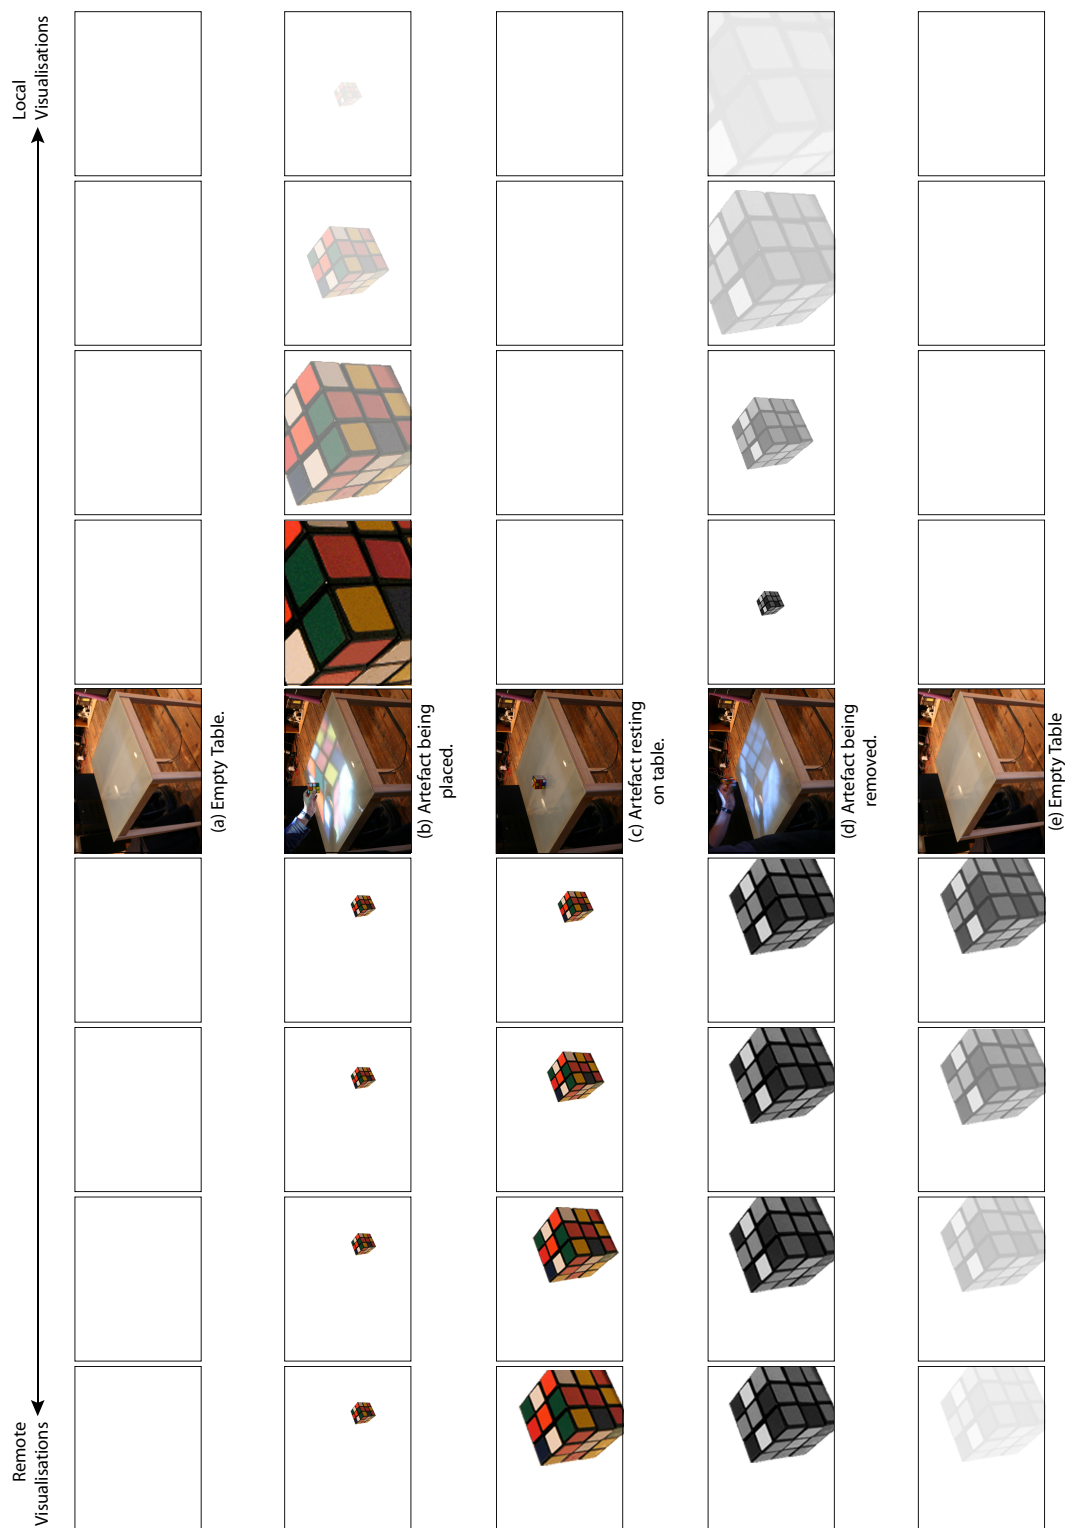 Local
Visualisations
Remote
Visualisations
(a) Empty Table.
(b) Artefact being
placed.
(c) Artefact resting
on table.
(d) Artefact being
removed.
(e) Empty Table